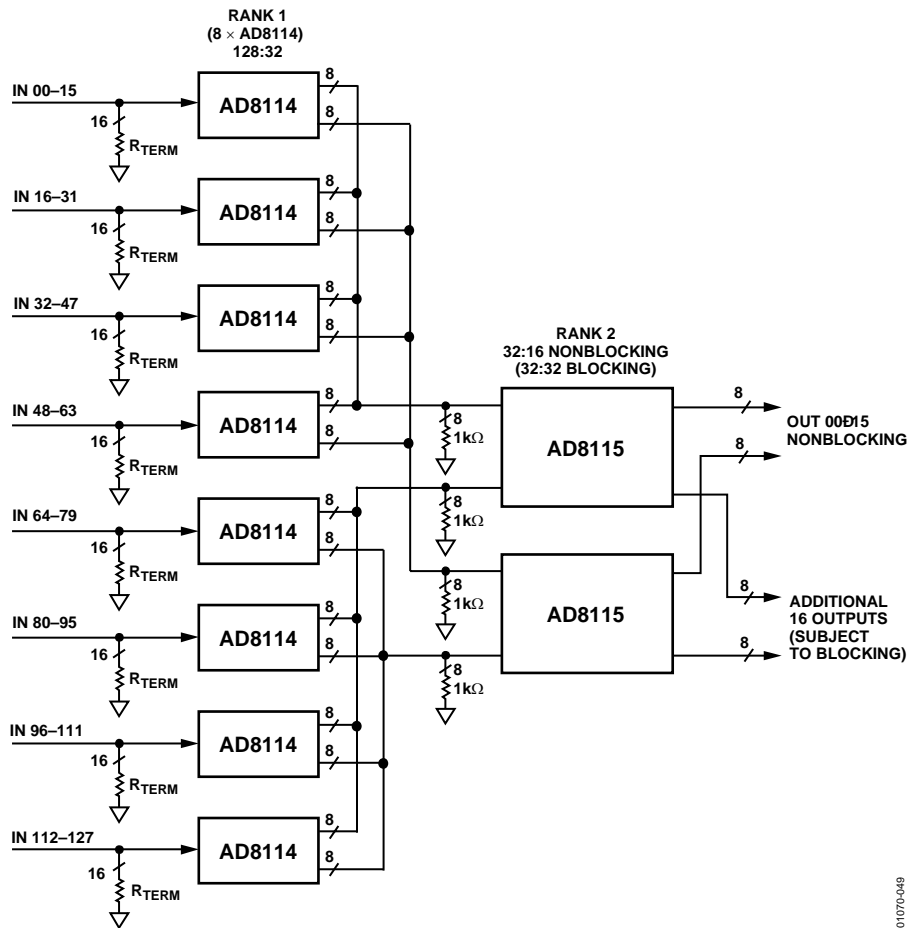 RANK 1
(8 × AD8114)
128:32
IN 00–15
16
RTERM
AD8114
8
8
IN 16–31
16
RTERM
AD8114
8
8
IN 32–47
16
RTERM
AD8114
8
8
IN 48–63
16
RTERM
AD8114
8
8
IN 64–79
16
RTERM
AD8114
8
8
IN 80–95
16
RTERM
AD8114
8
8
IN 96–111
16
RTERM
AD8114
8
8
IN 112–127
16
RTERM
AD8114
8
8
RANK 2
32:16 NONBLOCKING
(32:32 BLOCKING)
8
1kΩ
8
1kΩ
8
1kΩ
8
1kΩ
AD8115
AD8115
8
8
OUT 00Ð15
NONBLOCKING
8
8
ADDITIONAL
16 OUTPUTS
(SUBJECT
TO BLOCKING)
01070-049